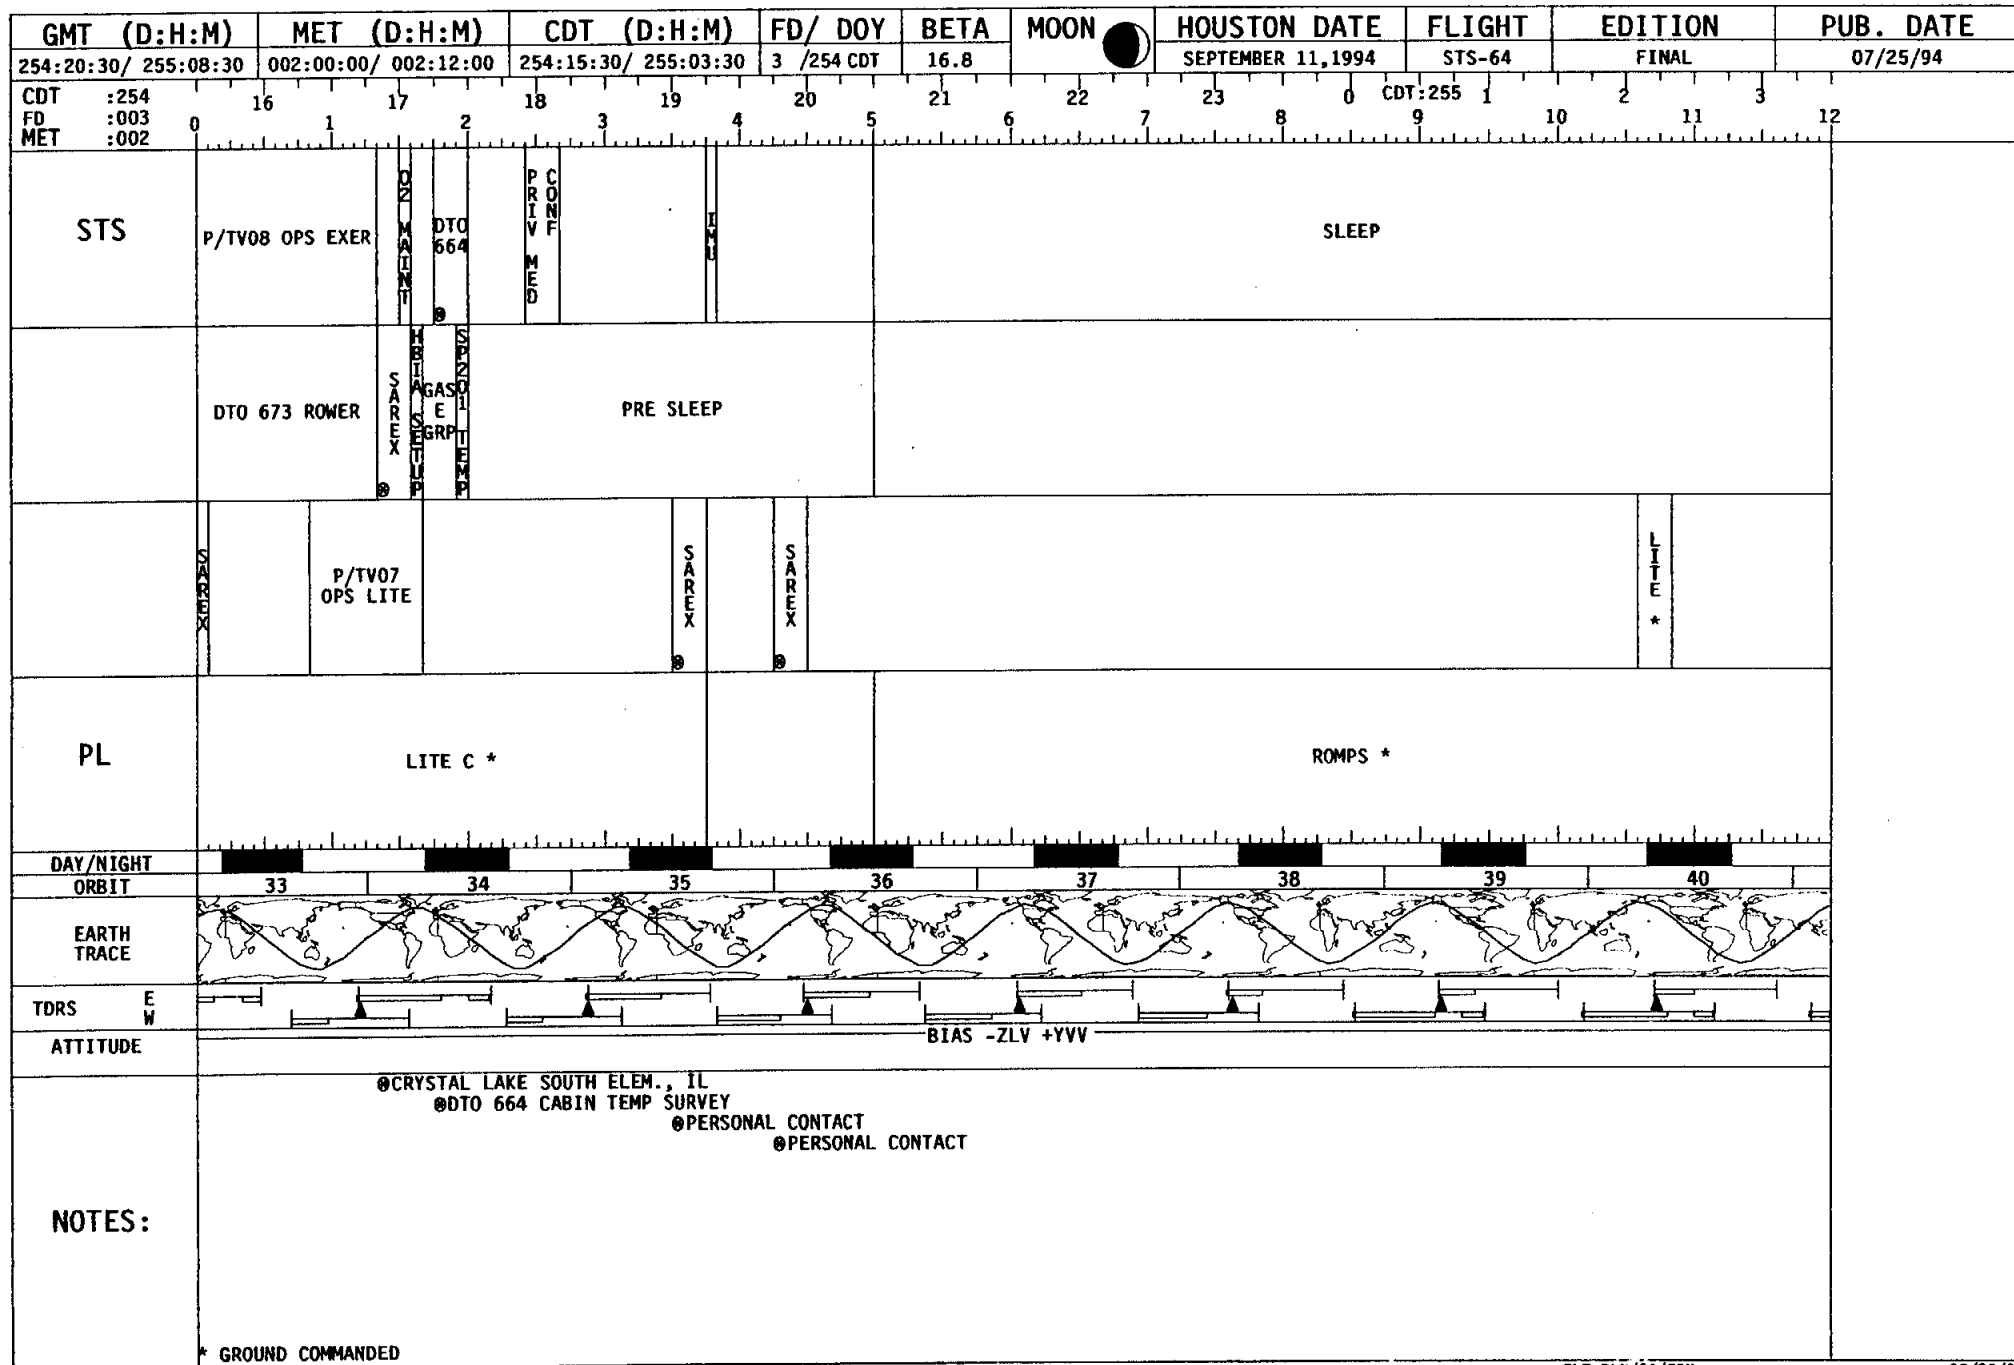 GMT (D:H:M) MET (D:H:M) CDT (D:H:M) FD/ DOY BETA MOON HOUSTON DATE FLIGHT EDITION PUB. DATE
254:20:30/ 255:08:30 002:00:00/ 002:12:00 254:15:30/ 255:03:30 3 /254 CDT 16.8 SEPTEMBER 11,1994 STS-64 FINAL 07/25/94
CDT :254 16 17 18 19 20 21 22 23 0 CDT:255 1 2 3
FD :003
MET :002
0 1 2 3 4 5 6 7 8 9 10 11 12
STS
P/TV08 OPS EXER
O2 MAINT
DTO
664
⊗
PRIV MED
CONF
IMU
SLEEP
DTO 673 ROWER
SAREX
⊗
HBIA SETUP
GAS
E
GRP
SP201 TEMP
PRE SLEEP
SAREX
P/TV07
OPS LITE
SAREX
⊗
SAREX
⊗
LITE *
PL
LITE C *
ROMPS *
DAY/NIGHT
ORBIT 33 34 35 36 37 38 39 40
EARTH
TRACE
TDRS E
W
ATTITUDE
BIAS -ZLV +YVV
⊗CRYSTAL LAKE SOUTH ELEM., IL
⊗DTO 664 CABIN TEMP SURVEY
⊗PERSONAL CONTACT
⊗PERSONAL CONTACT
NOTES:
* GROUND COMMANDED